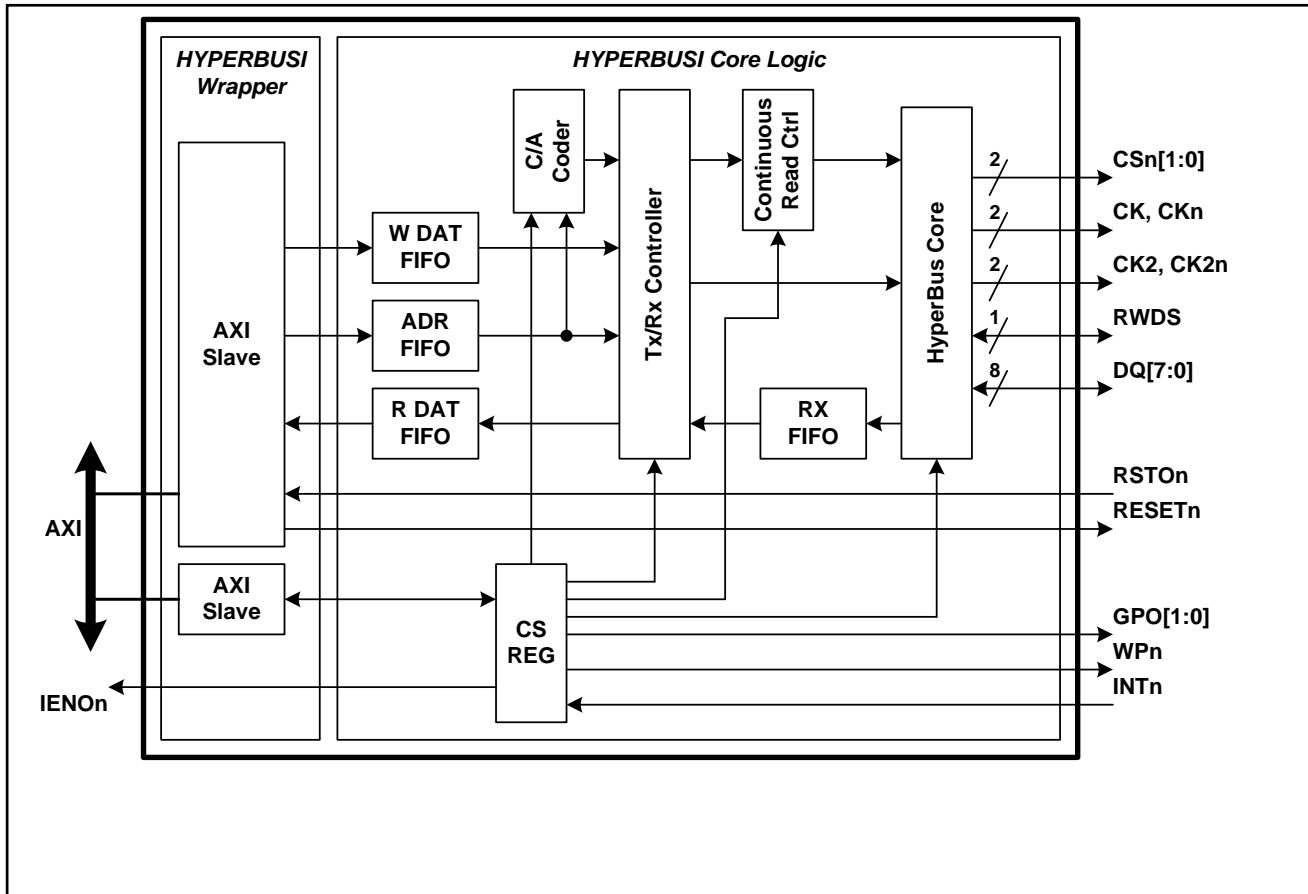 HYPERBUSI
Wrapper
HYPERBUSI Core Logic
C/A
Coder
Continuous
Read Ctrl
W DAT
FIFO
ADR
FIFO
R DAT
FIFO
AXI
Slave
Tx/Rx Controller
RX
FIFO
HyperBus Core
2
CSn[1:0]
2
CK, CKn
2
CK2, CK2n
1
RWDS
8
DQ[7:0]
RSTOn
RESETn
AXI
AXI
Slave
CS
REG
GPO[1:0]
WPn
INTn
IENOn